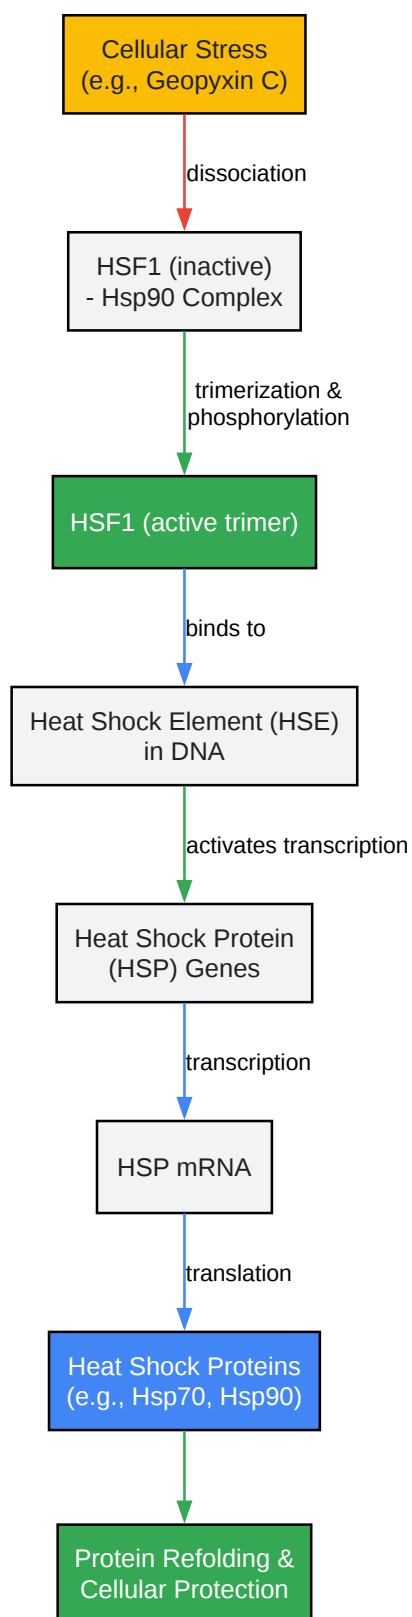 Cellular Stress
(e.g., Geopyxin C)
dissociation
HSF1 (inactive)
- Hsp90 Complex
trimerization &
phosphorylation
HSF1 (active trimer)
binds to
Heat Shock Element (HSE)
in DNA
activates transcription
Heat Shock Protein
(HSP) Genes
transcription
HSP mRNA
translation
Heat Shock Proteins
(e.g., Hsp70, Hsp90)
Protein Refolding &
Cellular Protection